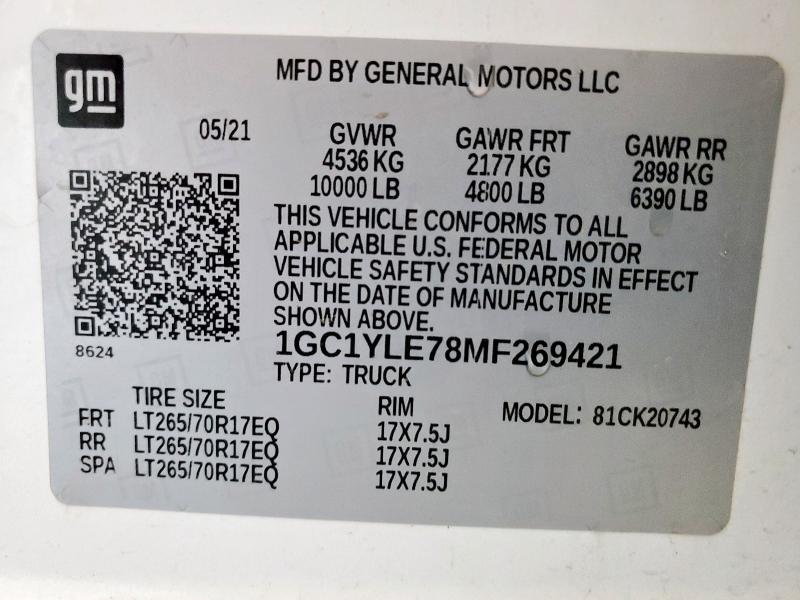 gm
MFD BY GENERAL MOTORS LLC
05/21
GVWR GAWR FRT GAWR RR
4536 KG 2177 KG 2898 KG
10000 LB 4800 LB 6390 LB
THIS VEHICLE CONFORMS TO ALL
APPLICABLE U.S. FEDERAL MOTOR
VEHICLE SAFETY STANDARDS IN EFFECT
ON THE DATE OF MANUFACTURE
SHOWN ABOVE.
8624
1GC1YLE78MF269421
TYPE: TRUCK
TIRE SIZE RIM MODEL: 81CK20743
FRT LT265/70R17EQ 17X7.5J
RR LT265/70R17EQ 17X7.5J
SPA LT265/70R17EQ 17X7.5J